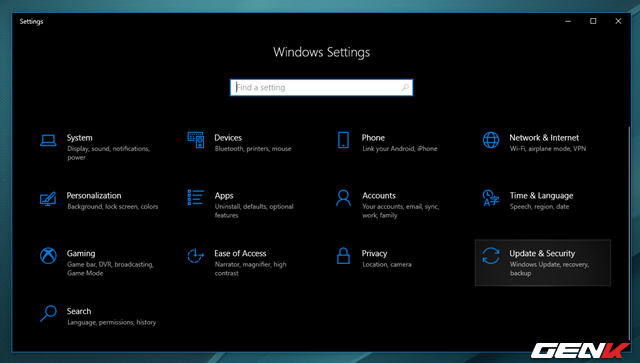 Settings
Windows Settings
Find a setting
System
Display, sound, notifications,
power
Devices
Bluetooth, printers, mouse
Phone
Link your Android, iPhone
Network & Internet
Wi-Fi, airplane mode, VPN
Personalization
Background, lock screen, colors
Apps
Uninstall, defaults, optional
features
Accounts
Your accounts, email, sync,
work, family
Time & Language
Speech, region, date
Gaming
Game bar, DVR, broadcasting,
Game Mode
Ease of Access
Narrator, magnifier, high
contrast
Privacy
Location, camera
Update & Security
Windows Update, recovery,
backup
Search
Language, permissions, history
GENK